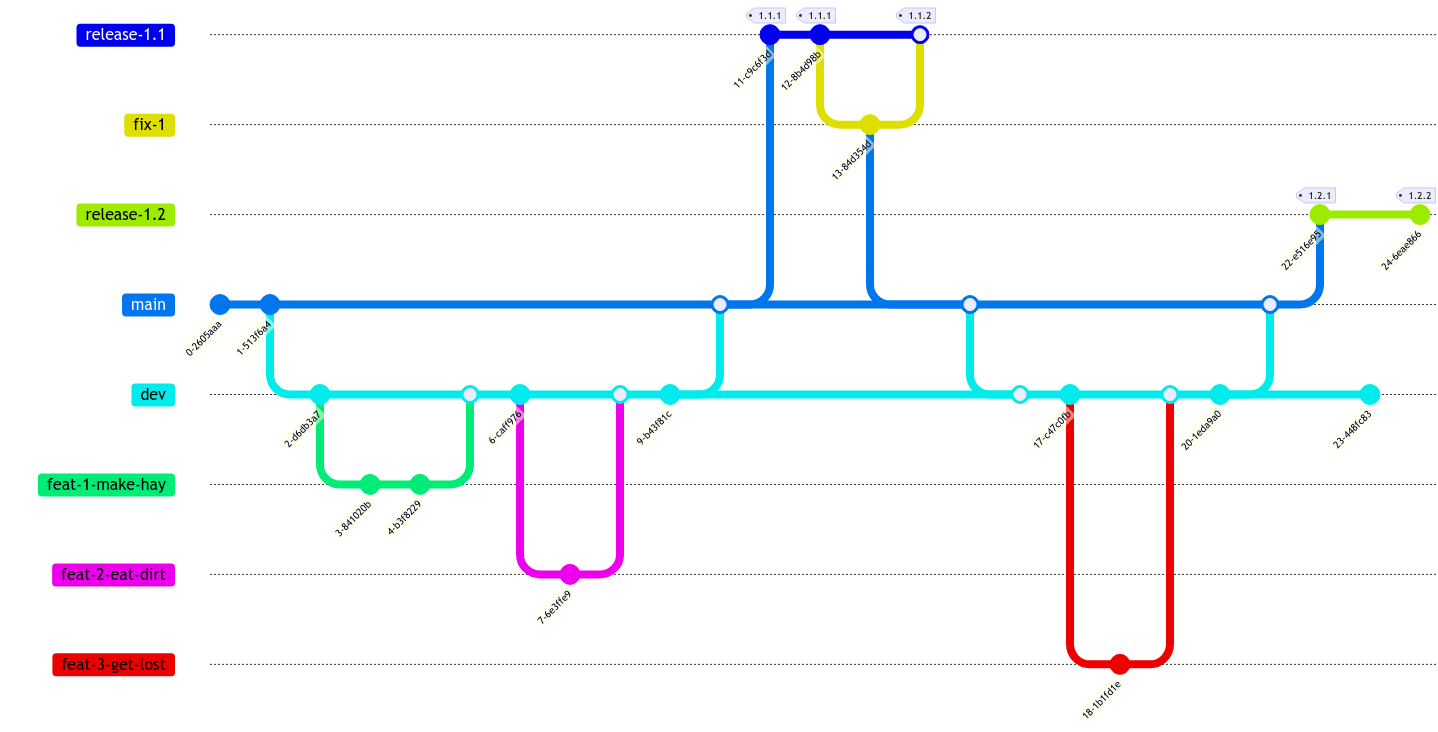 1.1.1
1.1.1
1.1.2
release-1.1
11-c9c6f3d
12-8b4d98b
fix-1
13-84d354d
1.2.1
1.2.2
release-1.2
22-e516e95
24-6eae866
main
0-2605aaa
1-513f6a4
dev
2-d6db3a7
6-caff976
9-b43f81c
17-c47c0fb
20-1eda9a0
23-448fc83
feat-1-make-hay
3-841020b
4-b3f8229
feat-2-eat-dirt
7-6e3ffe9
feat-3-get-lost
18-1b1fd1e